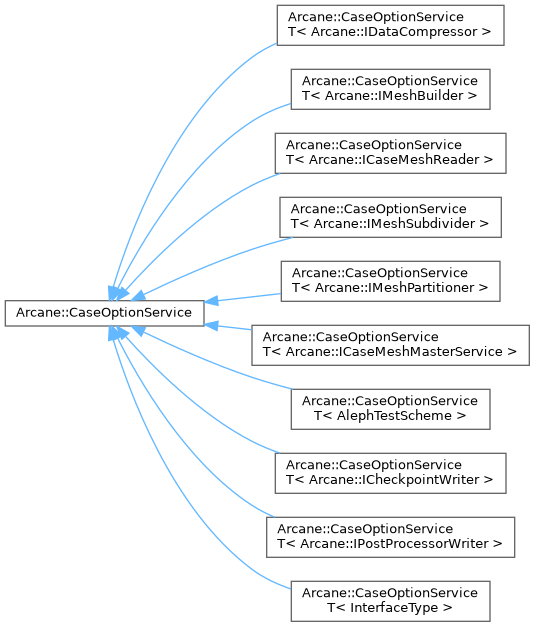 Arcane::CaseOptionService
T< Arcane::IDataCompressor >
Arcane::CaseOptionService
T< Arcane::IMeshBuilder >
Arcane::CaseOptionService
T< Arcane::ICaseMeshReader >
Arcane::CaseOptionService
T< Arcane::IMeshSubdivider >
Arcane::CaseOptionService
T< Arcane::IMeshPartitioner >
Arcane::CaseOptionService
Arcane::CaseOptionService
T< Arcane::ICaseMeshMasterService >
Arcane::CaseOptionService
T< AlephTestScheme >
Arcane::CaseOptionService
T< Arcane::ICheckpointWriter >
Arcane::CaseOptionService
T< Arcane::IPostProcessorWriter >
Arcane::CaseOptionService
T< InterfaceType >